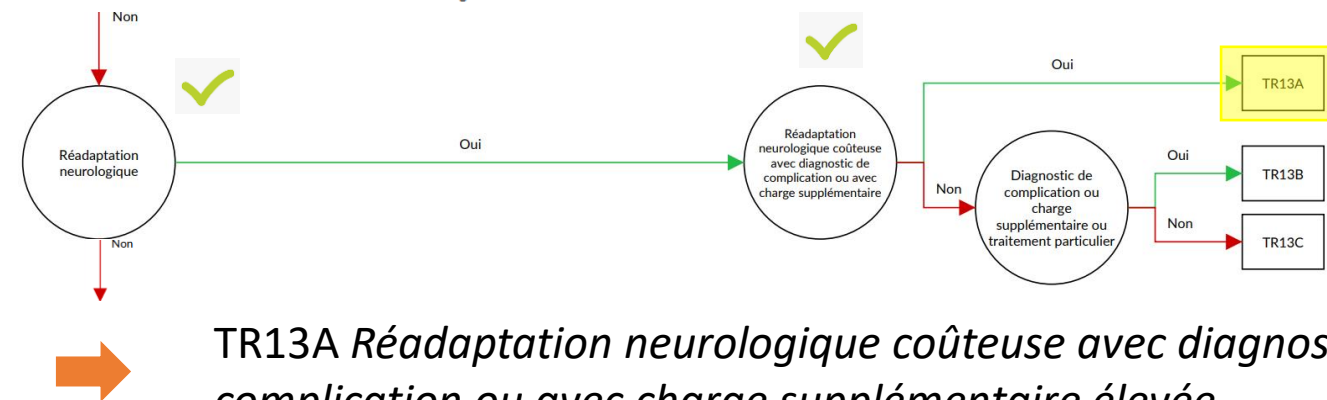 Non
Réadaptation
neurologique
Non
Oui
Réadaptation
neurologique coûteuse
avec diagnostic de
complication ou avec
charge supplémentaire
Oui
TR13A
Non
Diagnostic de
complication ou
charge
supplémentaire ou
traitement particulier
Oui
TR13B
Non
TR13C
TR13A Réadaptation neurologique coûteuse avec diagnos
complication ou avec charge supplémentaire élevée